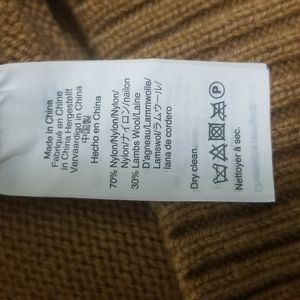 Made in China
Fabriqué en Chine
in China Hergestellt
Vervaardigd in China
中国製
Hecho en China
70% Nylon/Nylon/Nylon/
Nylon/ナイロン/nailon
30% Lambs Wool/Laine
D'agneau/Lammwolle/
Lamswol/ラムウール/
lana de cordero
P
Dry clean.
Nettoyer à sec.